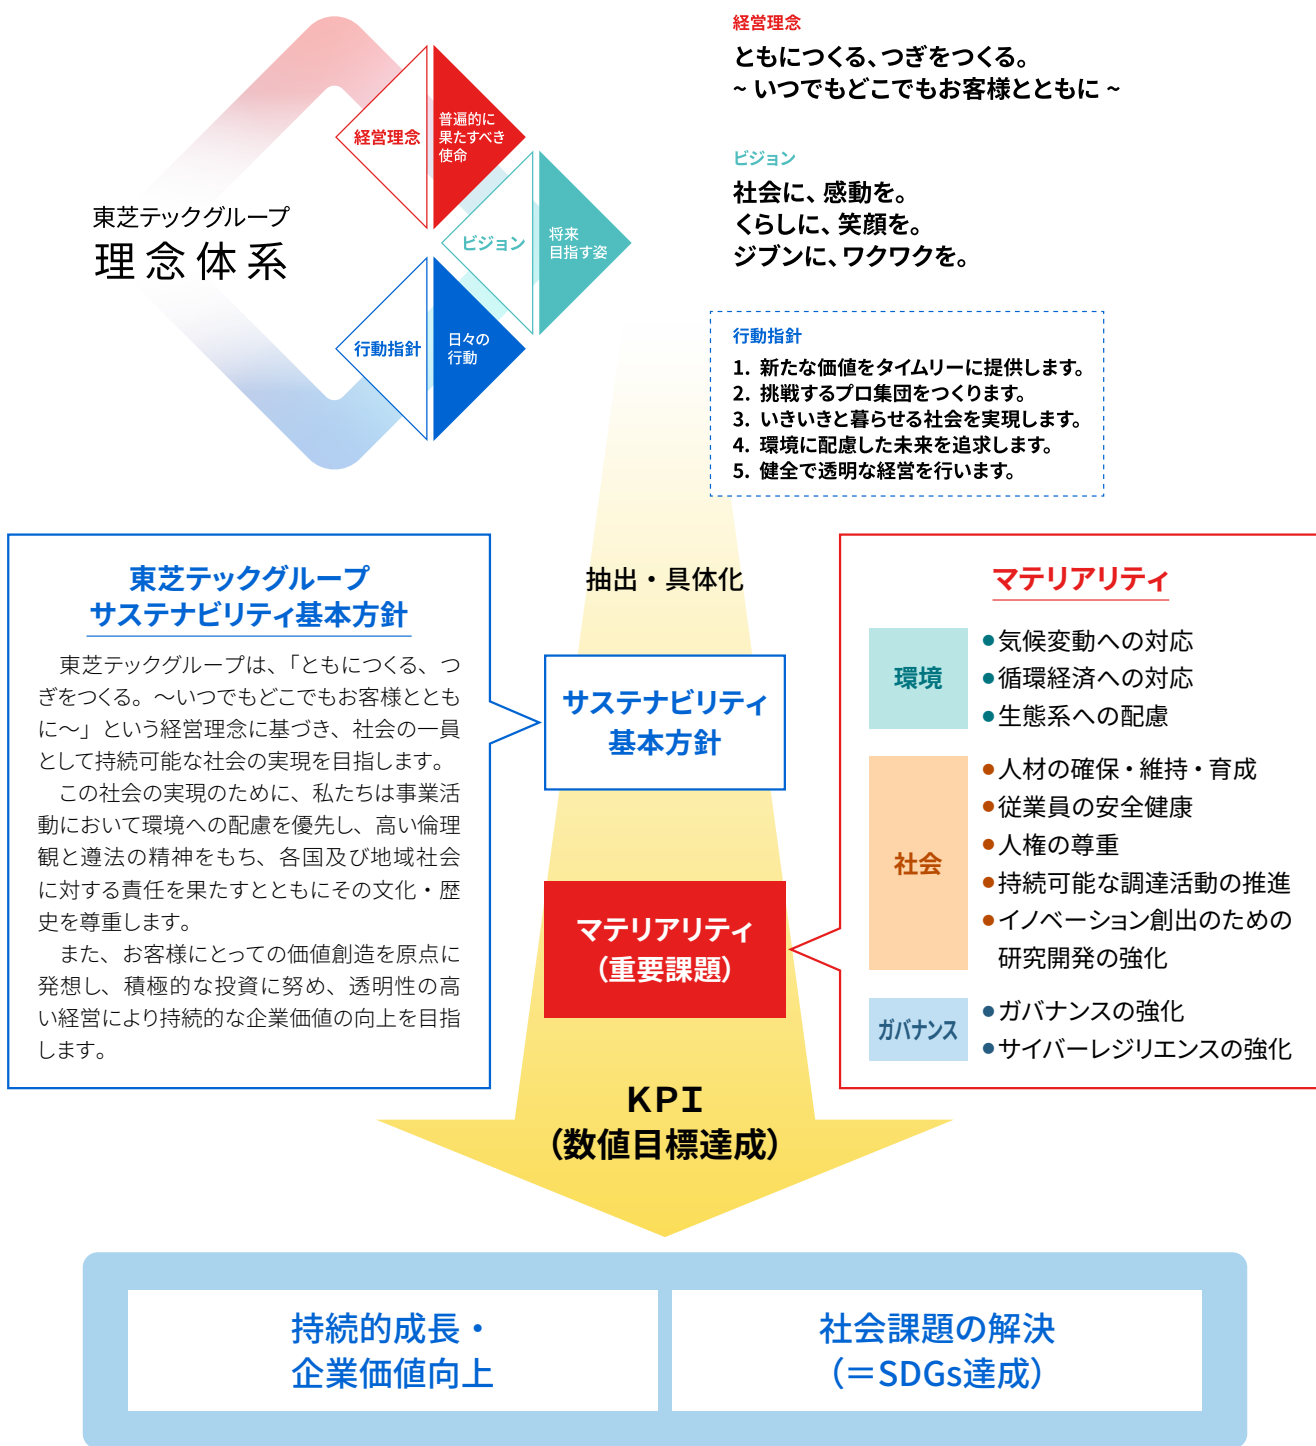 東芝テックグループ
理念体系
経営理念
普遍的に
果たすべき
使命
ビジョン
将来
目指す姿
行動指針
日々の
行動
経営理念
ともにつくる、つぎをつくる。
~ いつでもどこでもお客様とともに ~
ビジョン
社会に、感動を。
くらしに、笑顔を。
ジブンに、ワクワクを。
行動指針
1. 新たな価値をタイムリーに提供します。
2. 挑戦するプロ集団をつくります。
3. いきいきと暮らせる社会を実現します。
4. 環境に配慮した未来を追求します。
5. 健全で透明な経営を行います。
抽出・具体化
東芝テックグループ
サステナビリティ基本方針
東芝テックグループは、「ともにつくる、つ
ぎをつくる。～いつでもどこでもお客様ととも
に～」という経営理念に基づき、社会の一員
として持続可能な社会の実現を目指します。
この社会の実現のために、私たちは事業活
動において環境への配慮を優先し、高い倫理
観と遵法の精神をもち、各国及び地域社会
に対する責任を果たすとともにその文化・歴
史を尊重します。
また、お客様にとっての価値創造を原点に
発想し、積極的な投資に努め、透明性の高
い経営により持続的な企業価値の向上を目指
します。
サステナビリティ
基本方針
マテリアリティ
（重要課題）
KPI
（数値目標達成）
マテリアリティ
環境
●気候変動への対応
●循環経済への対応
●生態系への配慮
社会
●人材の確保・維持・育成
●従業員の安全健康
●人権の尊重
●持続可能な調達活動の推進
●イノベーション創出のための
研究開発の強化
ガバナンス
●ガバナンスの強化
●サイバーレジリエンスの強化
持続的成長・
企業価値向上
社会課題の解決
（＝SDGs達成）